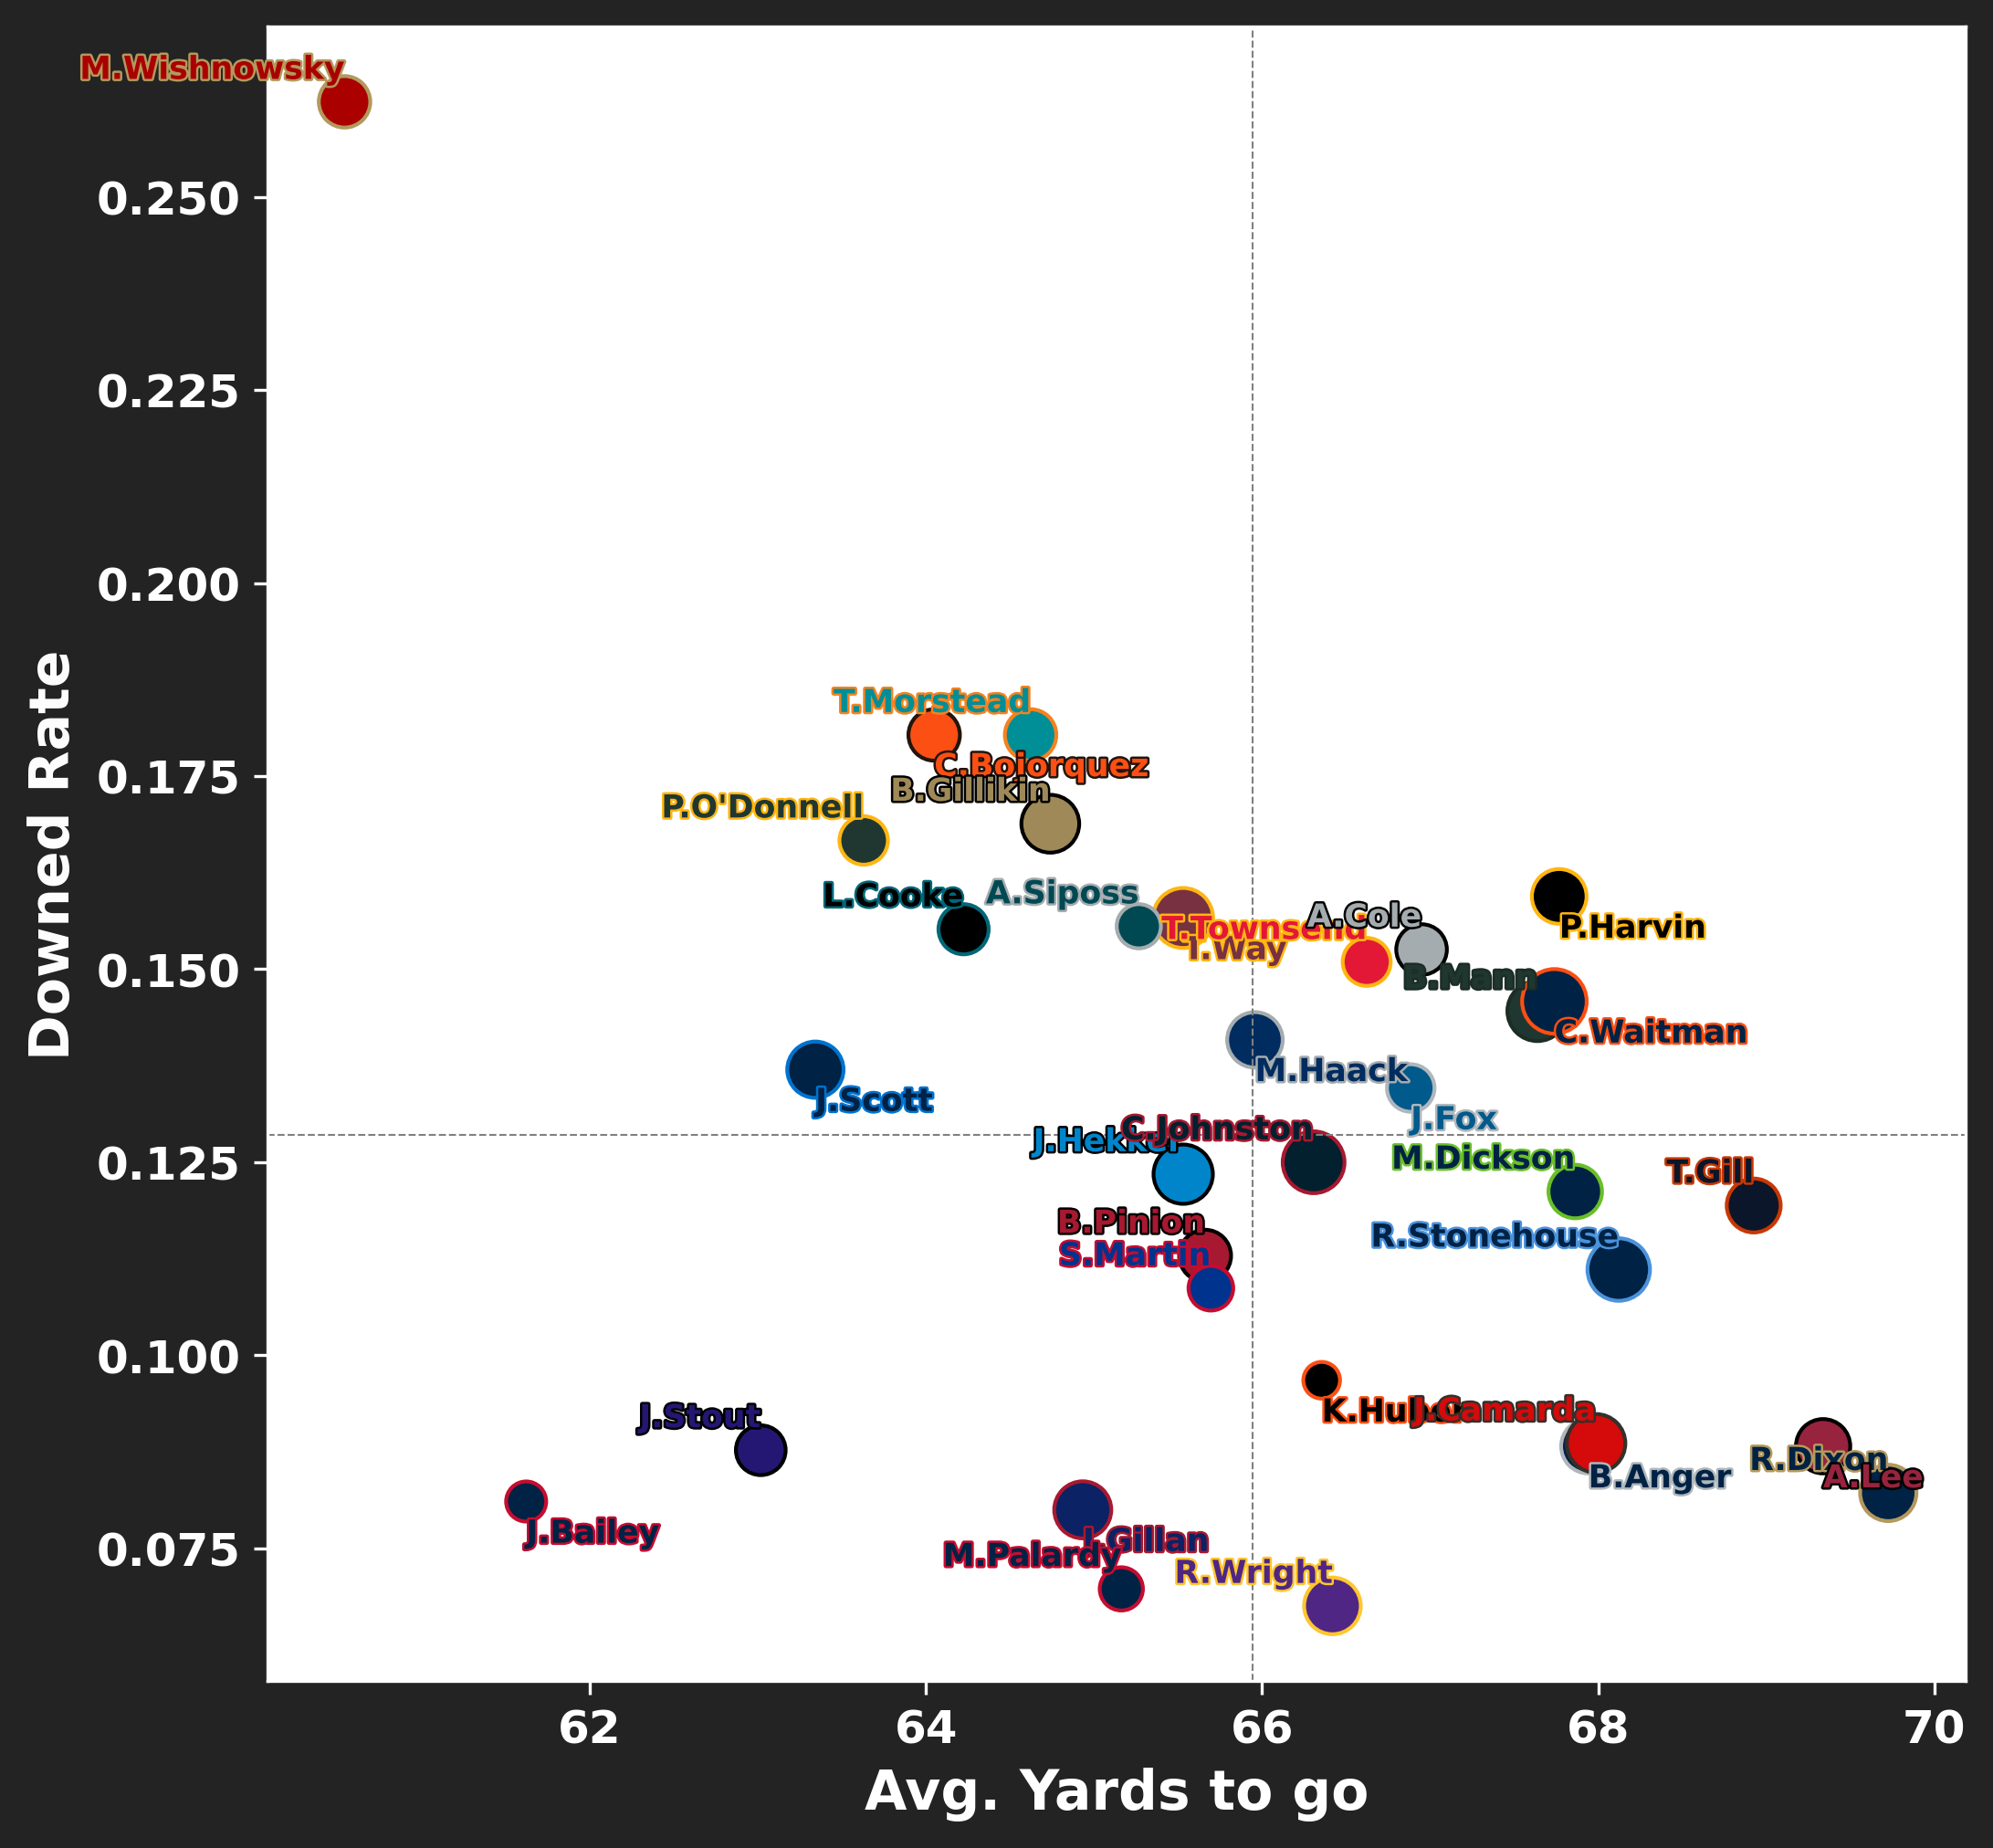 M.Wishnowsky
0.250
0.225
0.200
T.Morstead
0.175
C.Bojorquez
B.Gillikin
P.O'Donnell
A.Siposs
L.Cooke
A.Cole
T.Townsend
P.Harvin
T.Way
0.150
B.Mann
C.Waitman
M.Haack
J.Scott
J.Fox
C.Johnston
J.Hekker
0.125
M.Dickson
T.Gill
B.Pinion
R.Stonehouse
S.Martin
0.100
K.Huber
J.Camarda
J.Stout
R.Dixon
B.Anger
A.Lee
J.Bailey
0.075
Gillan
M.Palardy
R.Wright
62
64
66
68
70
Downed Rate
Avg. Yards to go